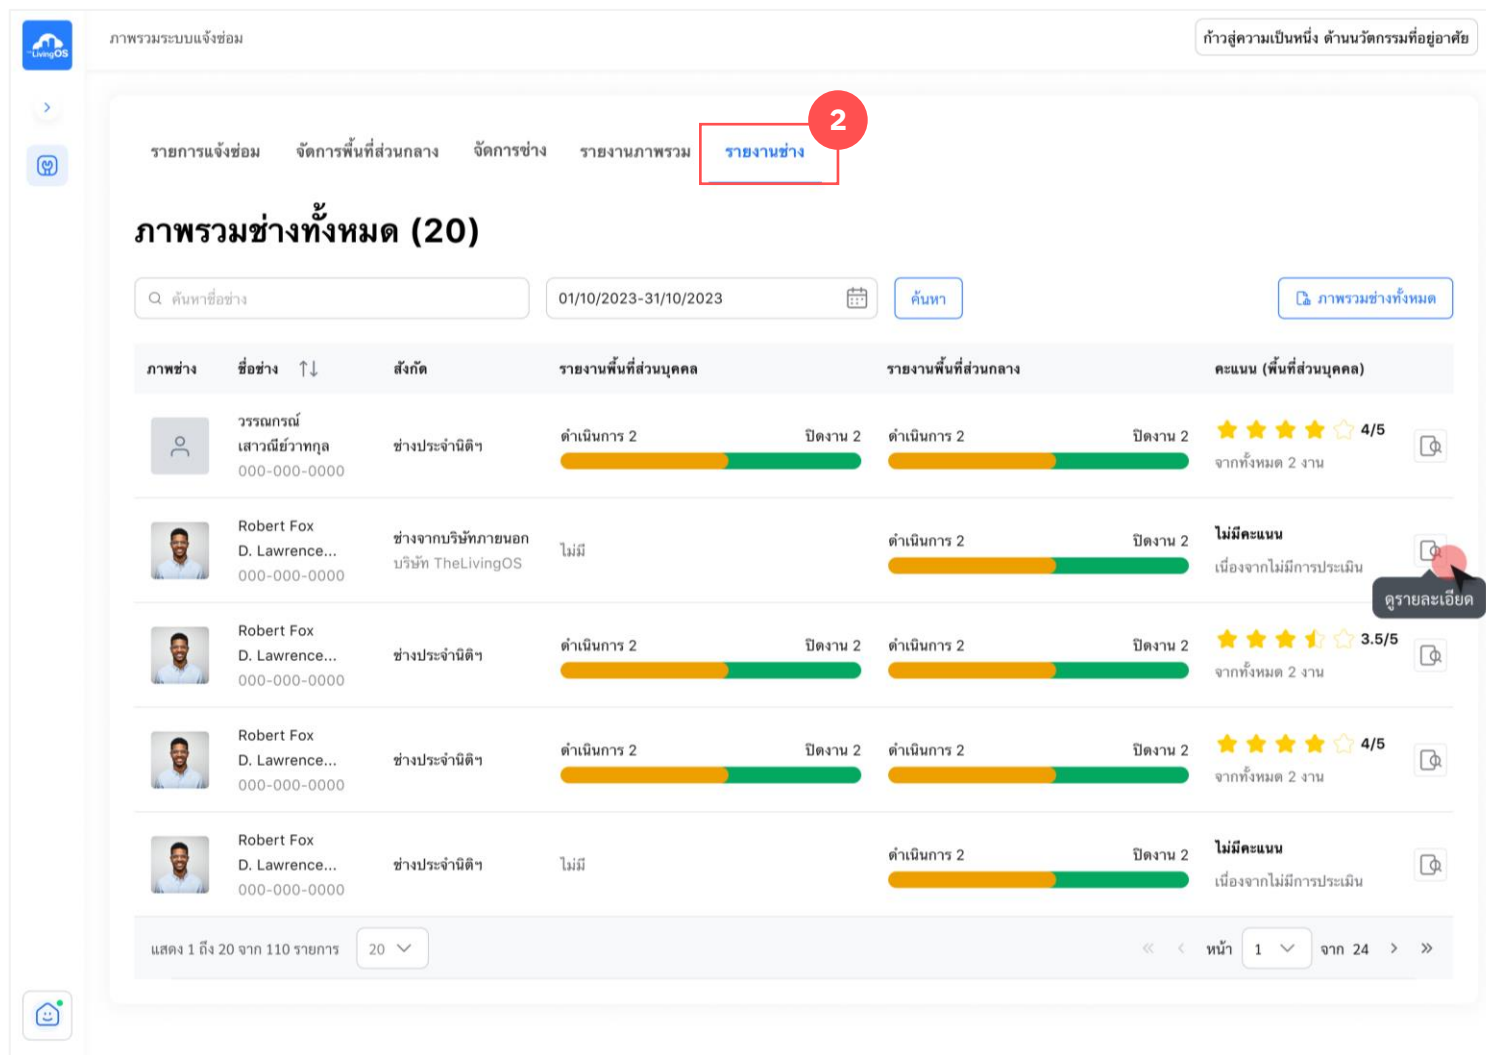 LivingOS
ภาพรวมระบบแจ้งซ่อม
ก้าวสู่ความเป็นหนึ่ง ด้านนวัตกรรมที่อยู่อาศัย
2
รายการแจ้งซ่อม จัดการพื้นที่ส่วนกลาง จัดการช่าง รายงานภาพรวม รายงานช่าง
ภาพรวมช่างทั้งหมด (20)
ค้นหาชื่อช่าง 01/10/2023-31/10/2023 ค้นหา ภาพรวมช่างทั้งหมด
ภาพช่าง ชื่อช่าง สังกัด รายงานพื้นที่ส่วนบุคคล รายงานพื้นที่ส่วนกลาง คะแนน (พื้นที่ส่วนบุคคล)
วรรณกรณ์
เสาวณีย์วาทกุล
000-000-0000
ช่างประจำนิติฯ
ดำเนินการ 2 ปิดงาน 2
ดำเนินการ 2 ปิดงาน 2
4/5
จากทั้งหมด 2 งาน
Robert Fox
D. Lawrence...
000-000-0000
ช่างจากบริษัทภายนอก
บริษัท TheLivingOS
ไม่มี
ดำเนินการ 2 ปิดงาน 2
ไม่มีคะแนน
เนื่องจากไม่มีการประเมิน
ดูรายละเอียด
Robert Fox
D. Lawrence...
000-000-0000
ช่างประจำนิติฯ
ดำเนินการ 2 ปิดงาน 2
ดำเนินการ 2 ปิดงาน 2
3.5/5
จากทั้งหมด 2 งาน
Robert Fox
D. Lawrence...
000-000-0000
ช่างประจำนิติฯ
ดำเนินการ 2 ปิดงาน 2
ดำเนินการ 2 ปิดงาน 2
4/5
จากทั้งหมด 2 งาน
Robert Fox
D. Lawrence...
000-000-0000
ช่างประจำนิติฯ
ไม่มี
ดำเนินการ 2 ปิดงาน 2
ไม่มีคะแนน
เนื่องจากไม่มีการประเมิน
แสดง 1 ถึง 20 จาก 110 รายการ 20 หน้า 1 จาก 24